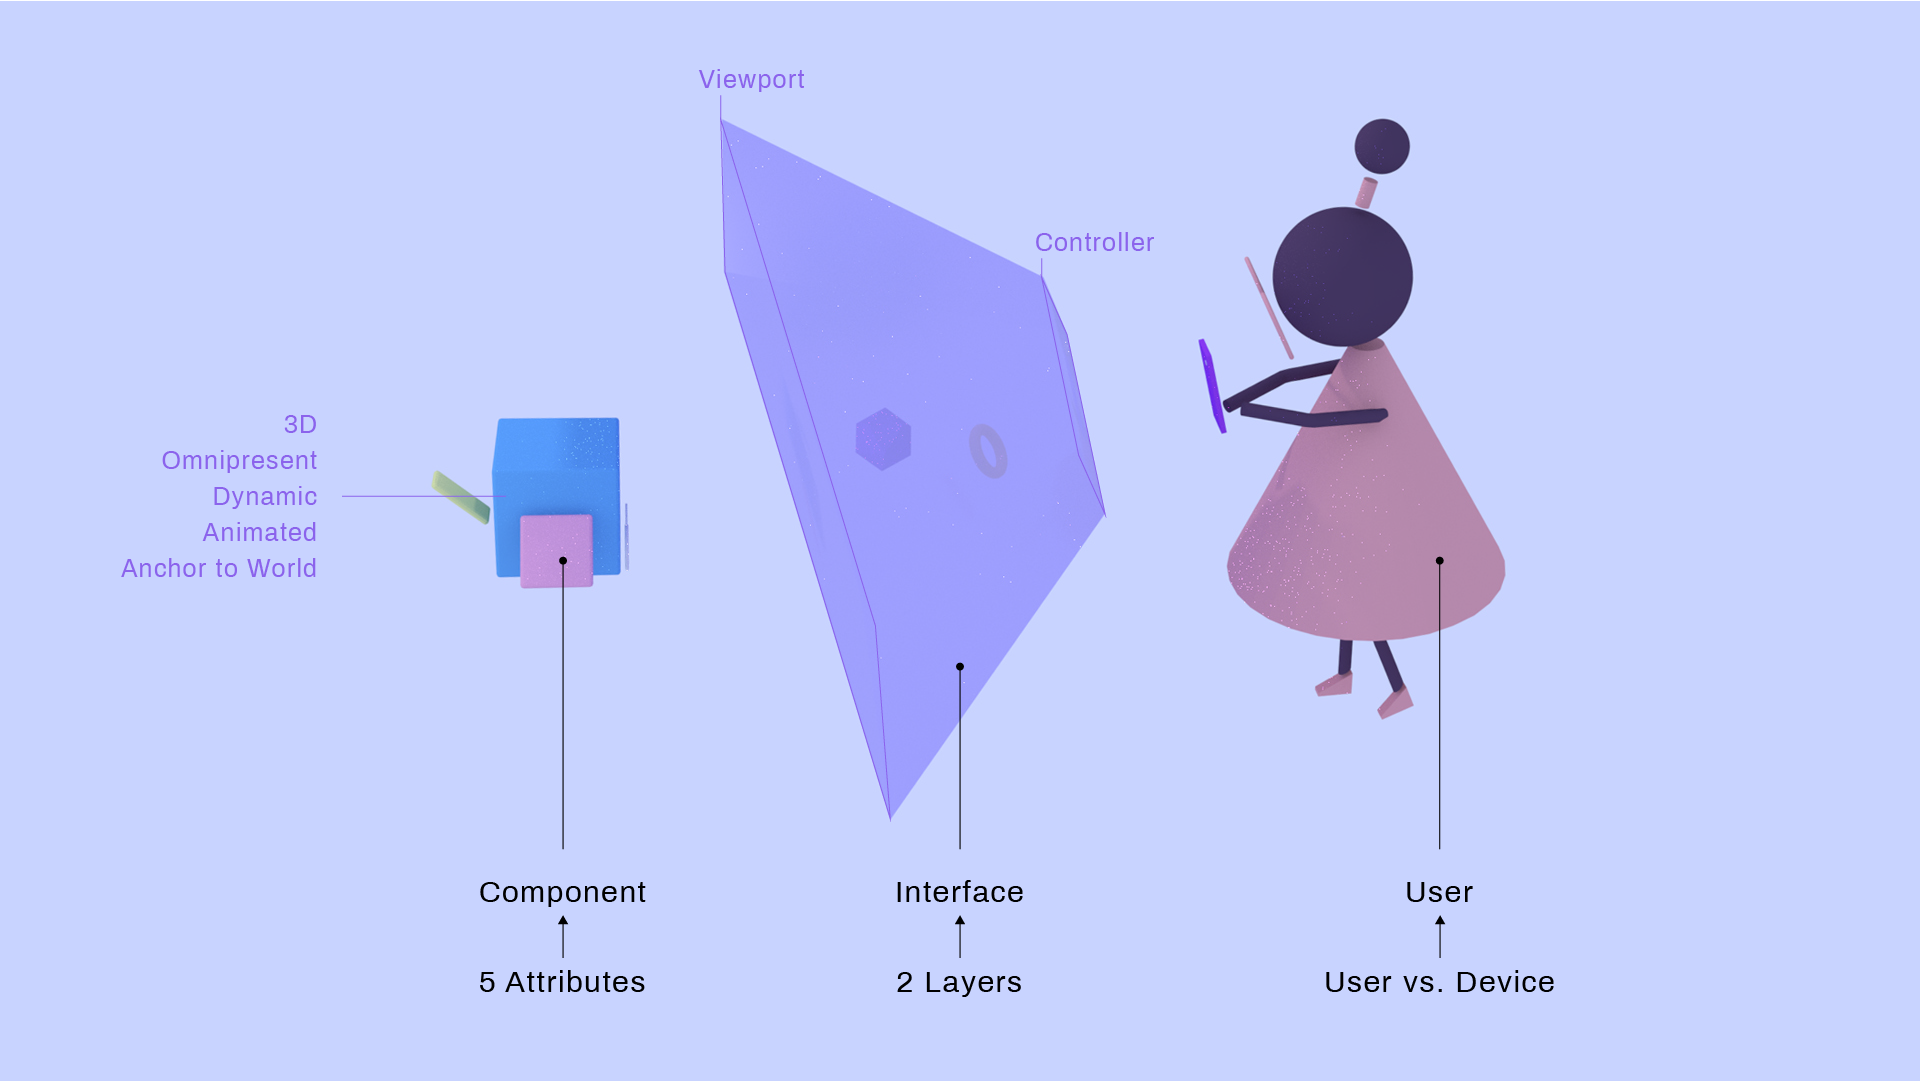 Viewport
Controller
3D
Omnipresent
Dynamic
Animated
Anchor to World
Component
Interface
User
5 Attributes
2 Layers
User vs. Device